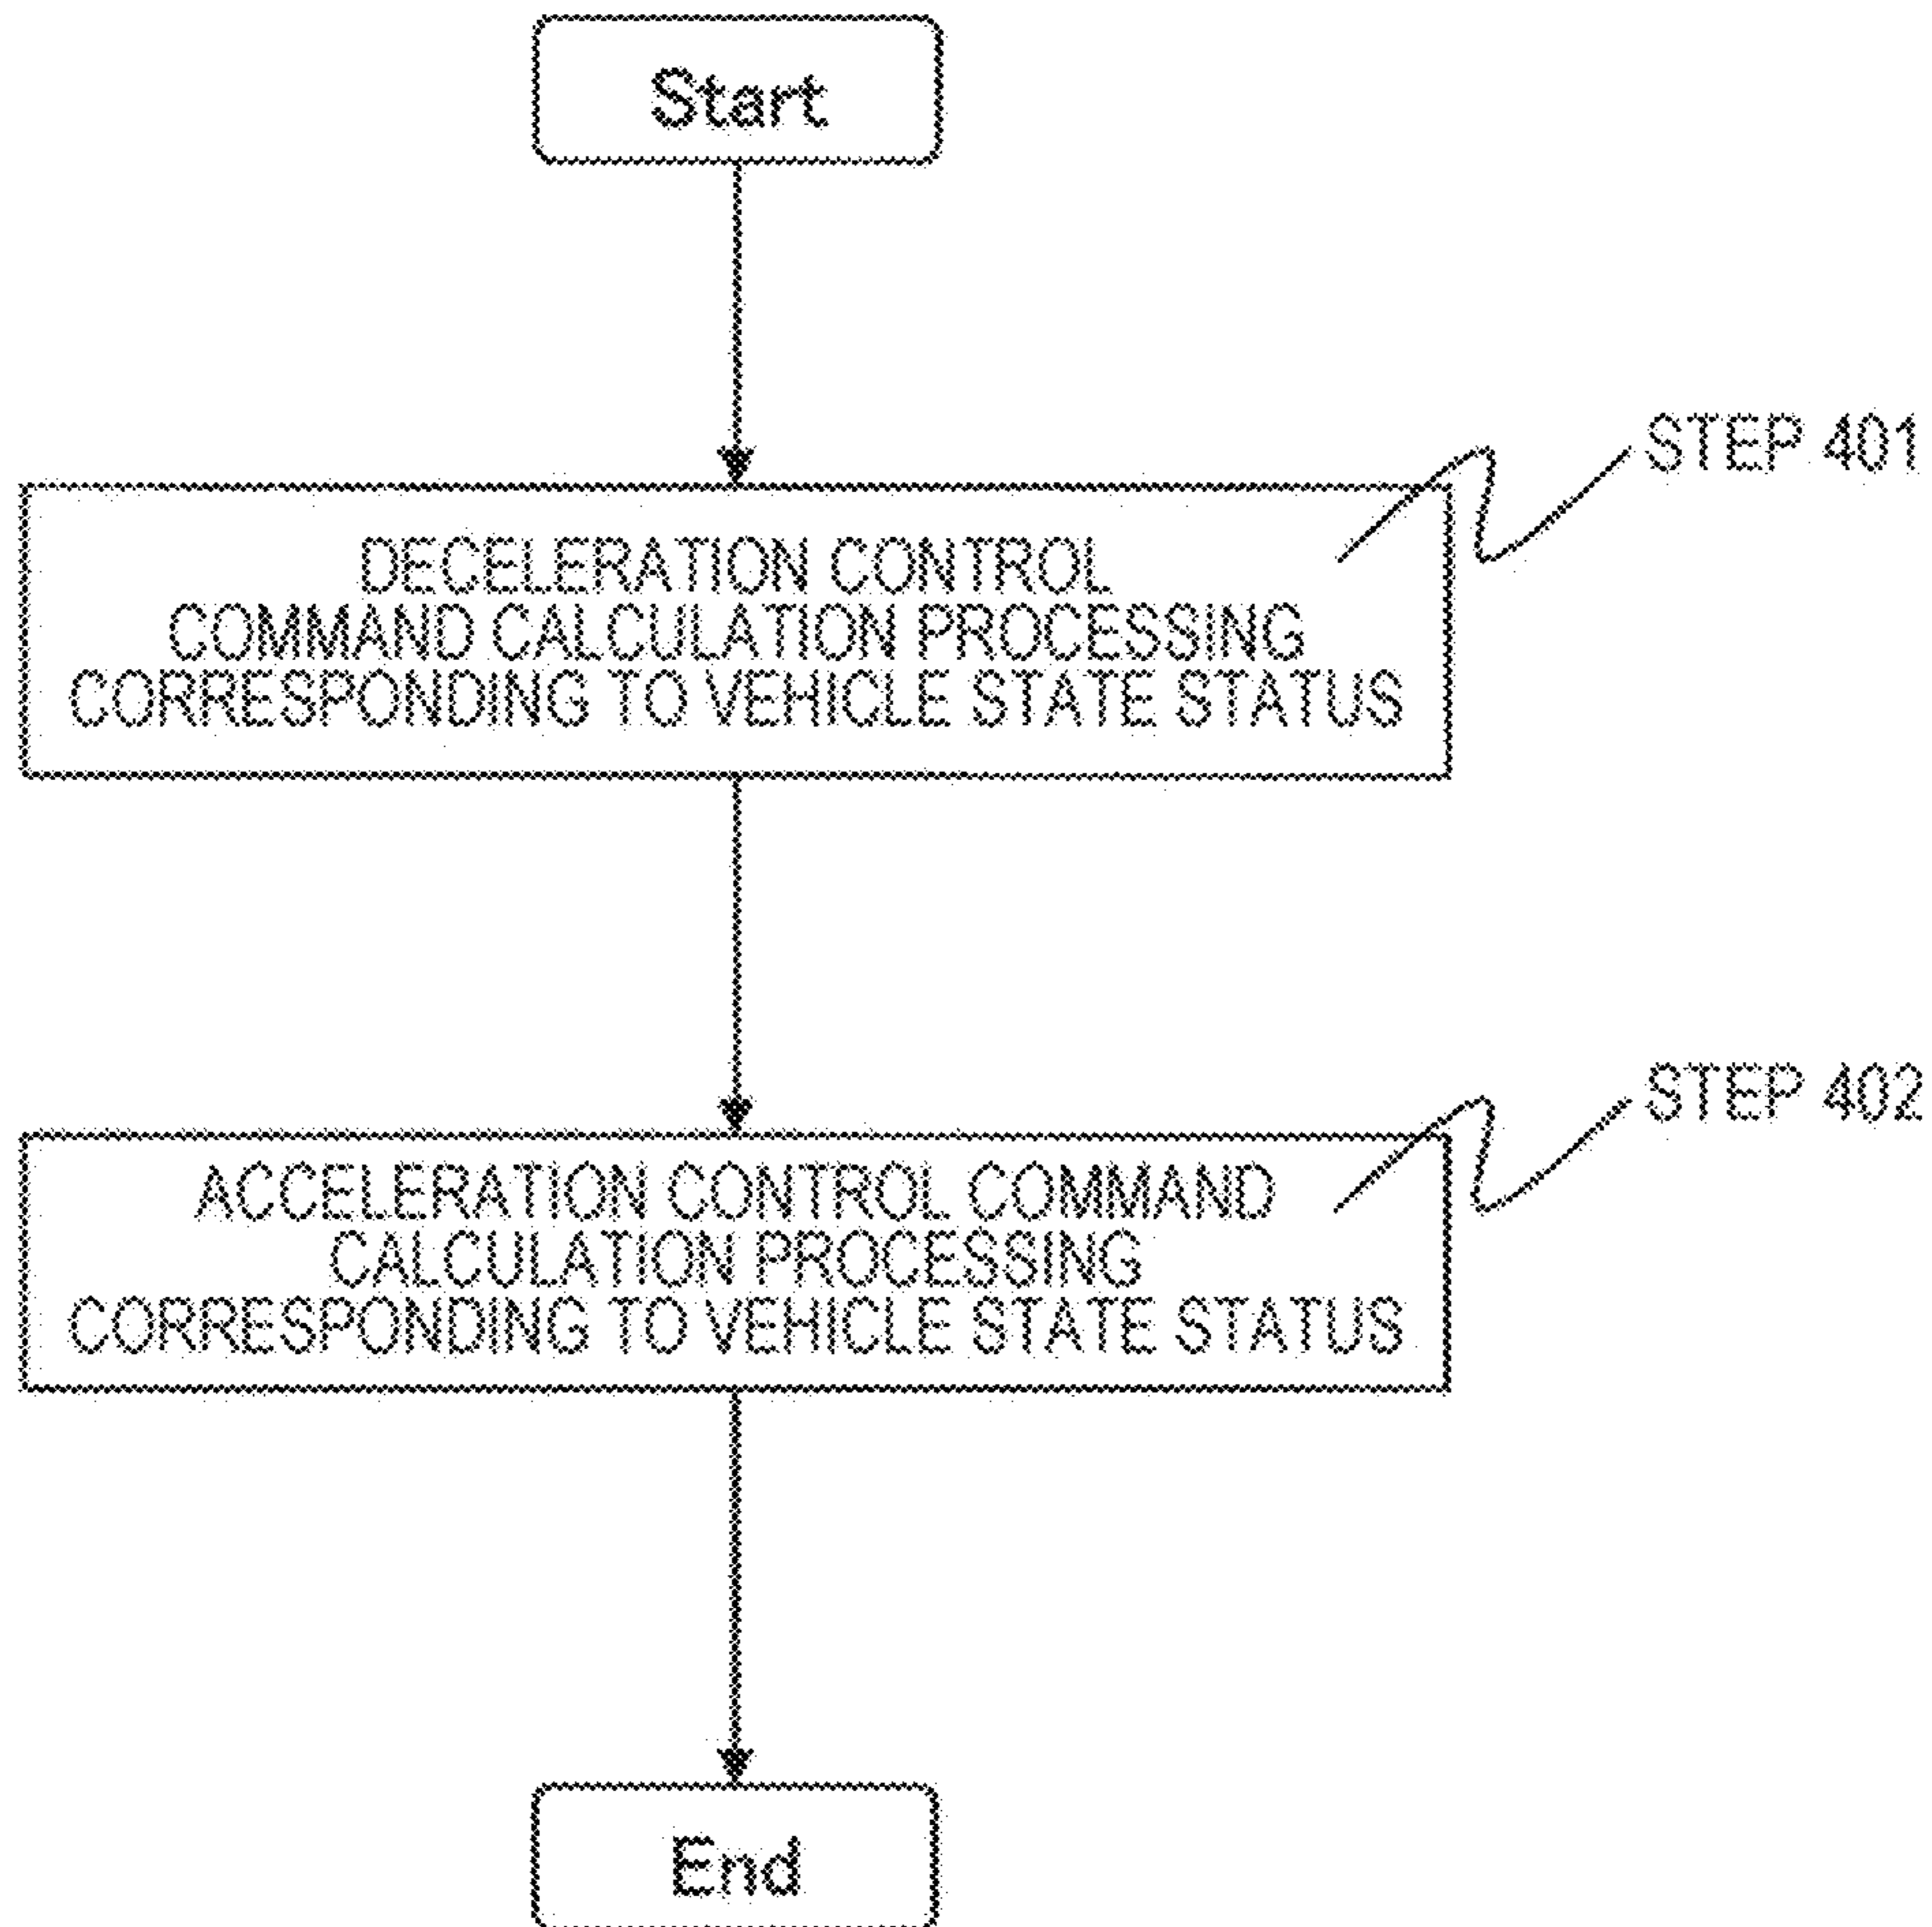 Start
STEP 401
DECELERATION CONTROL
COMMAND CALCULATION PROCESSING
CORRESPONDING TO VEHICLE STATE STATUS
STEP 402
ACCELERATION CONTROL COMMAND
CALCULATION PROCESSING
CORRESPONDING TO VEHICLE STATE STATUS
End